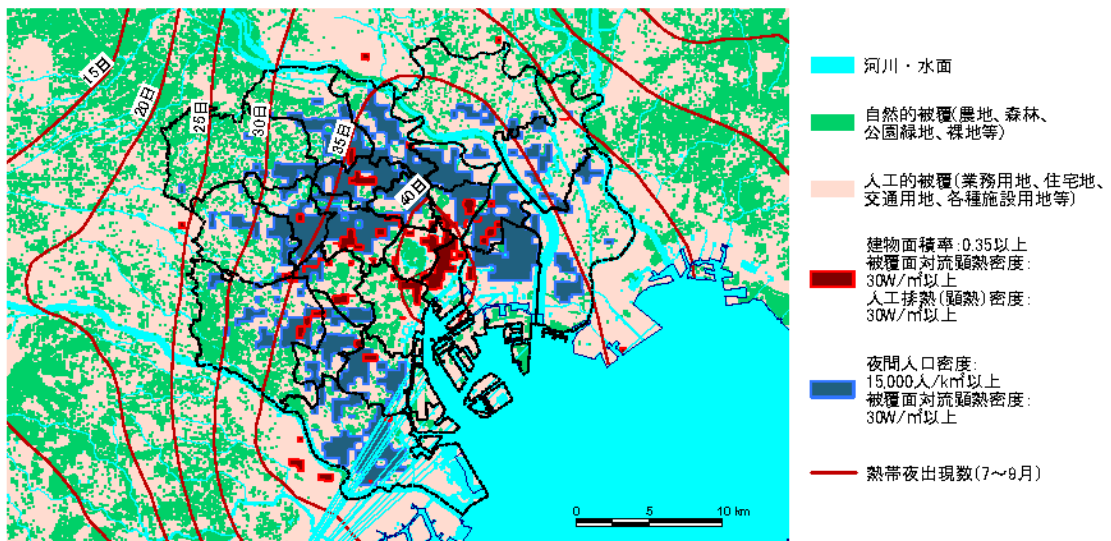 15日
20日
25日
30日
35日
40日
0 5 10 km
河川・水面
自然的被覆(農地、森林、
公園緑地、裸地等)
人工的被覆(業務用地、住宅地、
交通用地、各種施設用地等)
建物面積率:0.35以上
被覆面対流顕熱密度:
30W/㎡以上
人工排熱(顕熱)密度:
30W/㎡以上
夜間人口密度:
15,000人/k㎡以上
被覆面対流顕熱密度:
30W/㎡以上
熱帯夜出現数(7～9月)